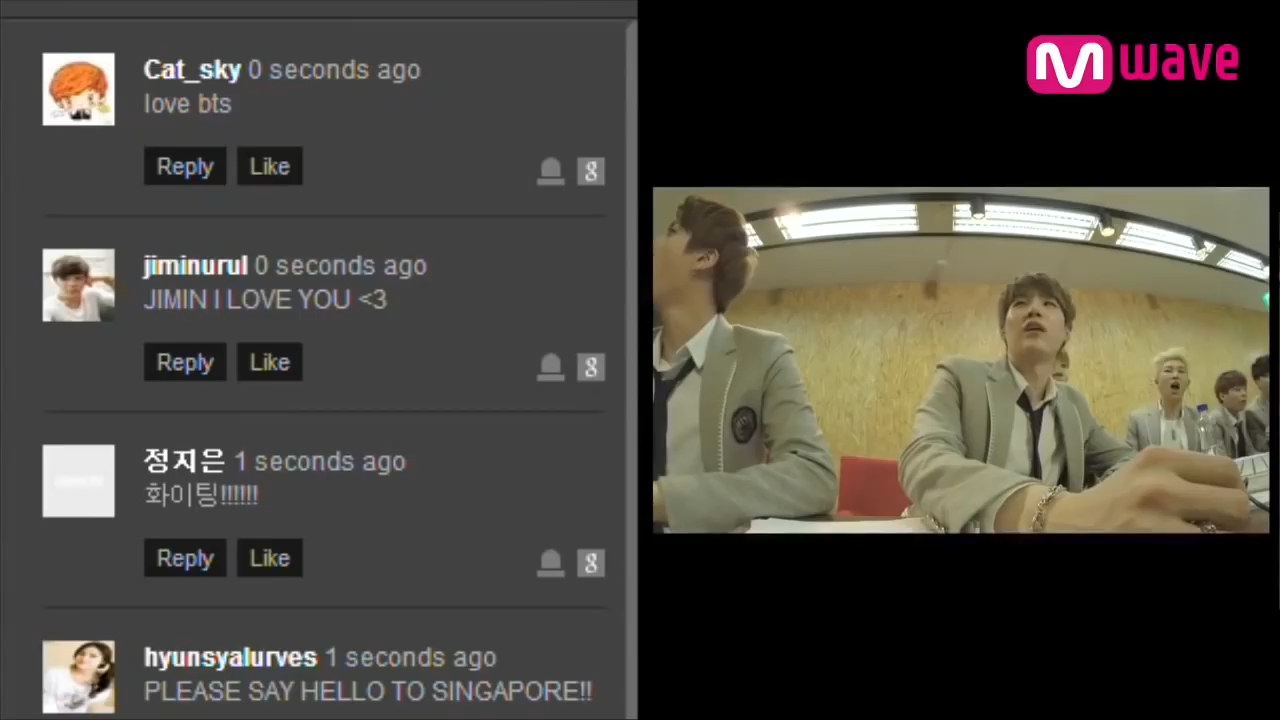 Cat_sky 0 seconds ago
love bts
Reply Like
g
jiminurul 0 seconds ago
JIMIN I LOVE YOU <3
Reply Like
g
정지은 1 seconds ago
화이팅!!!!!!
Reply Like
g
hyunsyalurves 1 seconds ago
PLEASE SAY HELLO TO SINGAPORE!!
M wave